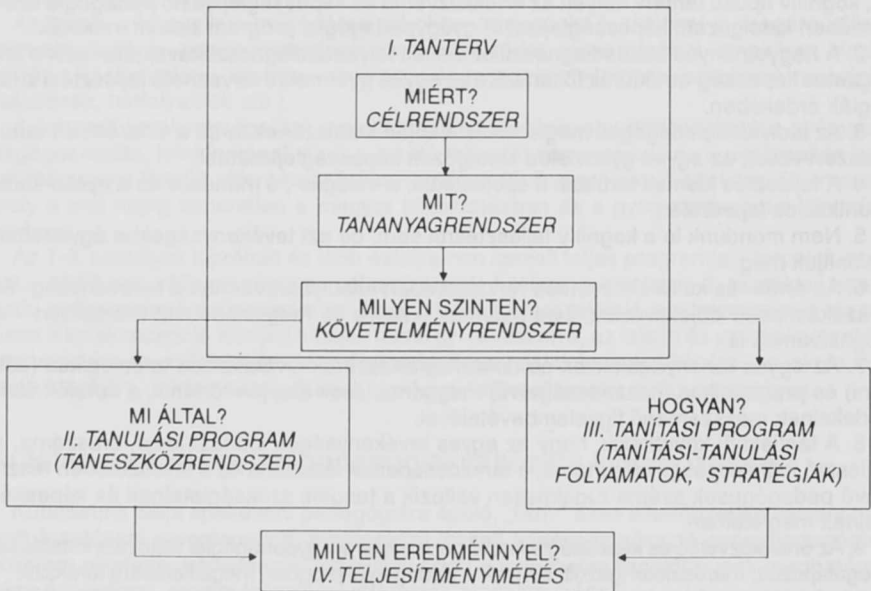 I. TANTERV
MIÉRT?
CÉLRENDSZER
MIT?
TANANYAGRENDSZER
MILYEN SZINTEN?
KÖVETELMÉNYRENDSZER
MI ÁLTAL?
II. TANULÁSI PROGRAM
(TANESZKÖZRENDSZER)
HOGYAN?
III. TANÍTÁSI PROGRAM
(TANÍTÁSI-TANULÁSI
FOLYAMATOK, STRATÉGIÁK)
MILYEN EREDMÉNNYEL?
IV. TELJESÍTMÉNYMÉRÉS